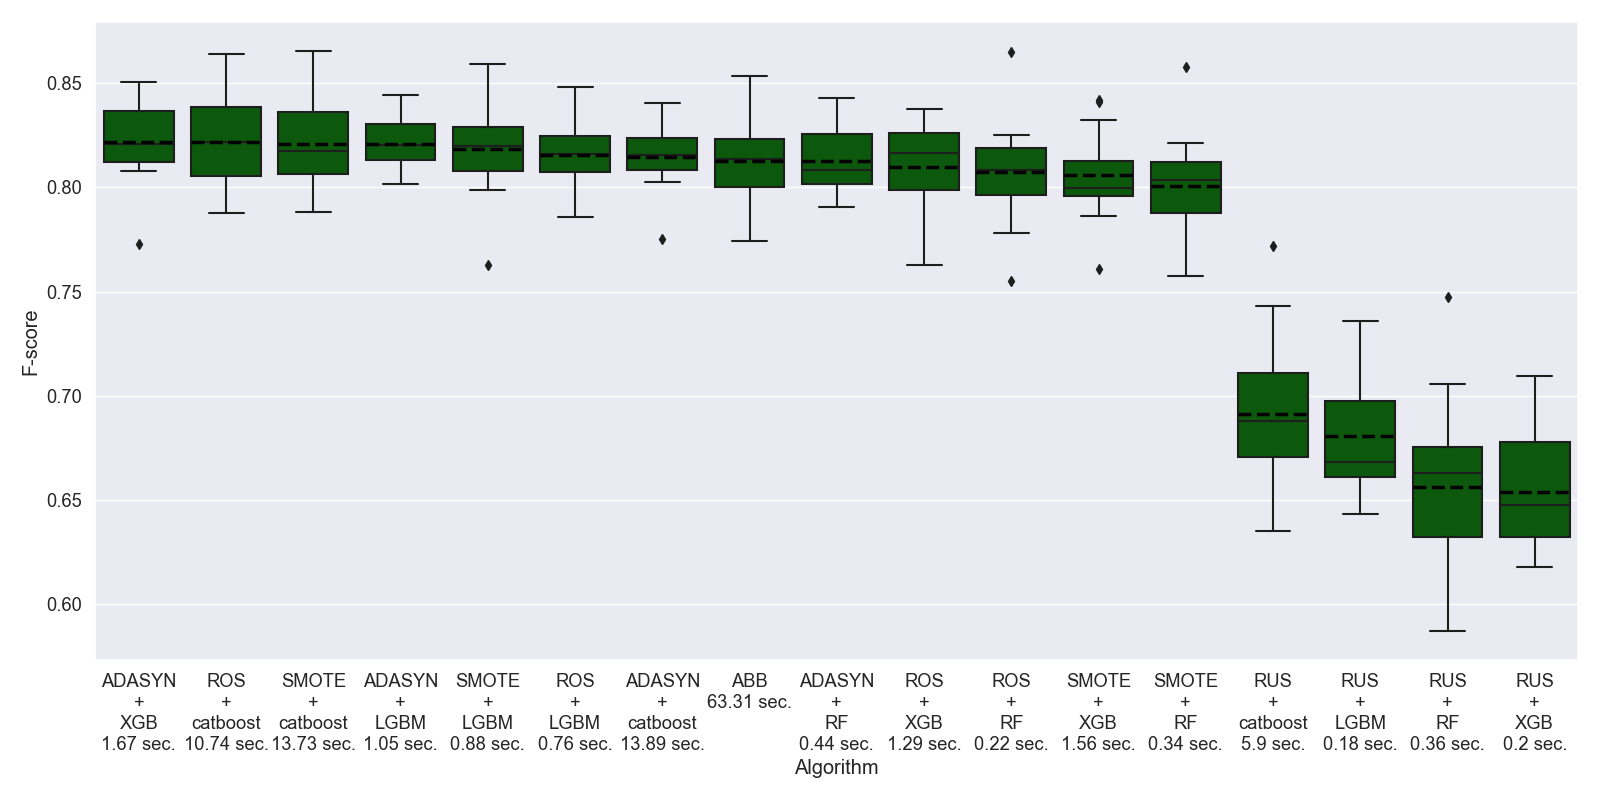 0.85
0.80
0.75
0.70
0.65
0.60
F-score
ADASYN
+
XGB
1.67 sec.
ROS
+
catboost
10.74 sec.
SMOTE
+
catboost
13.73 sec.
ADASYN
+
LGBM
1.05 sec.
SMOTE
+
LGBM
0.88 sec.
ROS
+
LGBM
0.76 sec.
ADASYN
+
catboost
13.89 sec.
ABB
63.31 sec.
ADASYN
+
RF
0.44 sec.
ROS
+
XGB
1.29 sec.
ROS
+
RF
0.22 sec.
SMOTE
+
XGB
1.56 sec.
SMOTE
+
RF
0.34 sec.
RUS
+
catboost
5.9 sec.
RUS
+
LGBM
0.18 sec.
RUS
+
RF
0.36 sec.
RUS
+
XGB
0.2 sec.
Algorithm